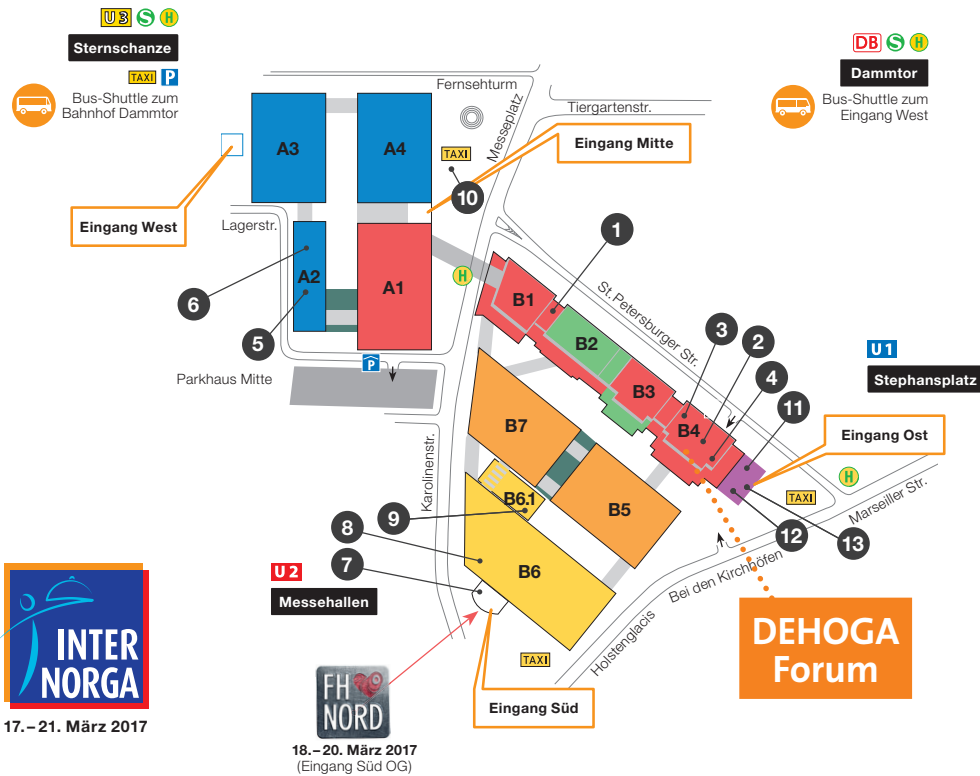 U3 S H
Sternschanze
TAXI P
Bus-Shuttle zum
Bahnhof Dammtor
DB S H
Dammtor
Bus-Shuttle zum
Eingang West
Fernsehturm
Messeplatz
Tiergartenstr.
Eingang Mitte
TAXI
10
A3
A4
Eingang West
Lagerstr.
A2
A1
6
5
H
1
B1
B2
B3
B4
St. Petersburger Str.
3
2
4
11
U1
Stephansplatz
Eingang Ost
P
Parkhaus Mitte
Karolinenstr.
B7
B6.1
B5
B6
9
8
7
TAXI
H
Marseiller Str.
12
13
Bei den Kirchhöfen
Holstenglacis
U2
Messehallen
TAXI
Eingang Süd
DEHOGA
Forum
INTER
NORGA
17.–21. März 2017
FH
NORD
18.–20. März 2017
(Eingang Süd OG)